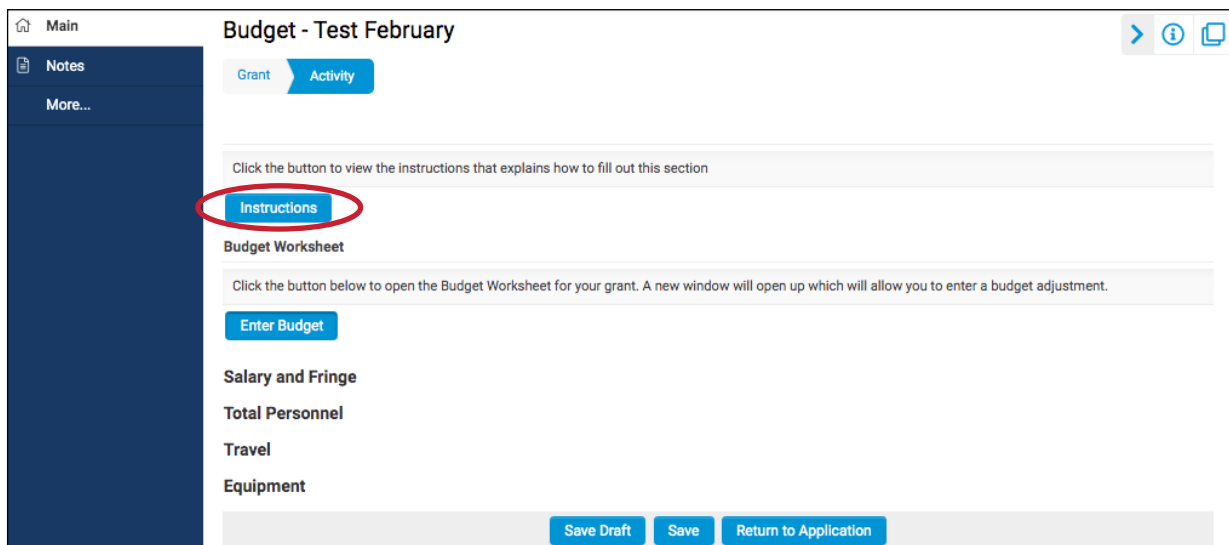 Main
Notes
More...
Budget - Test February
Grant
Activity
Click the button to view the instructions that explains how to fill out this section
Instructions
Budget Worksheet
Click the button below to open the Budget Worksheet for your grant. A new window will open up which will allow you to enter a budget adjustment.
Enter Budget
Salary and Fringe
Total Personnel
Travel
Equipment
Save Draft
Save
Return to Application